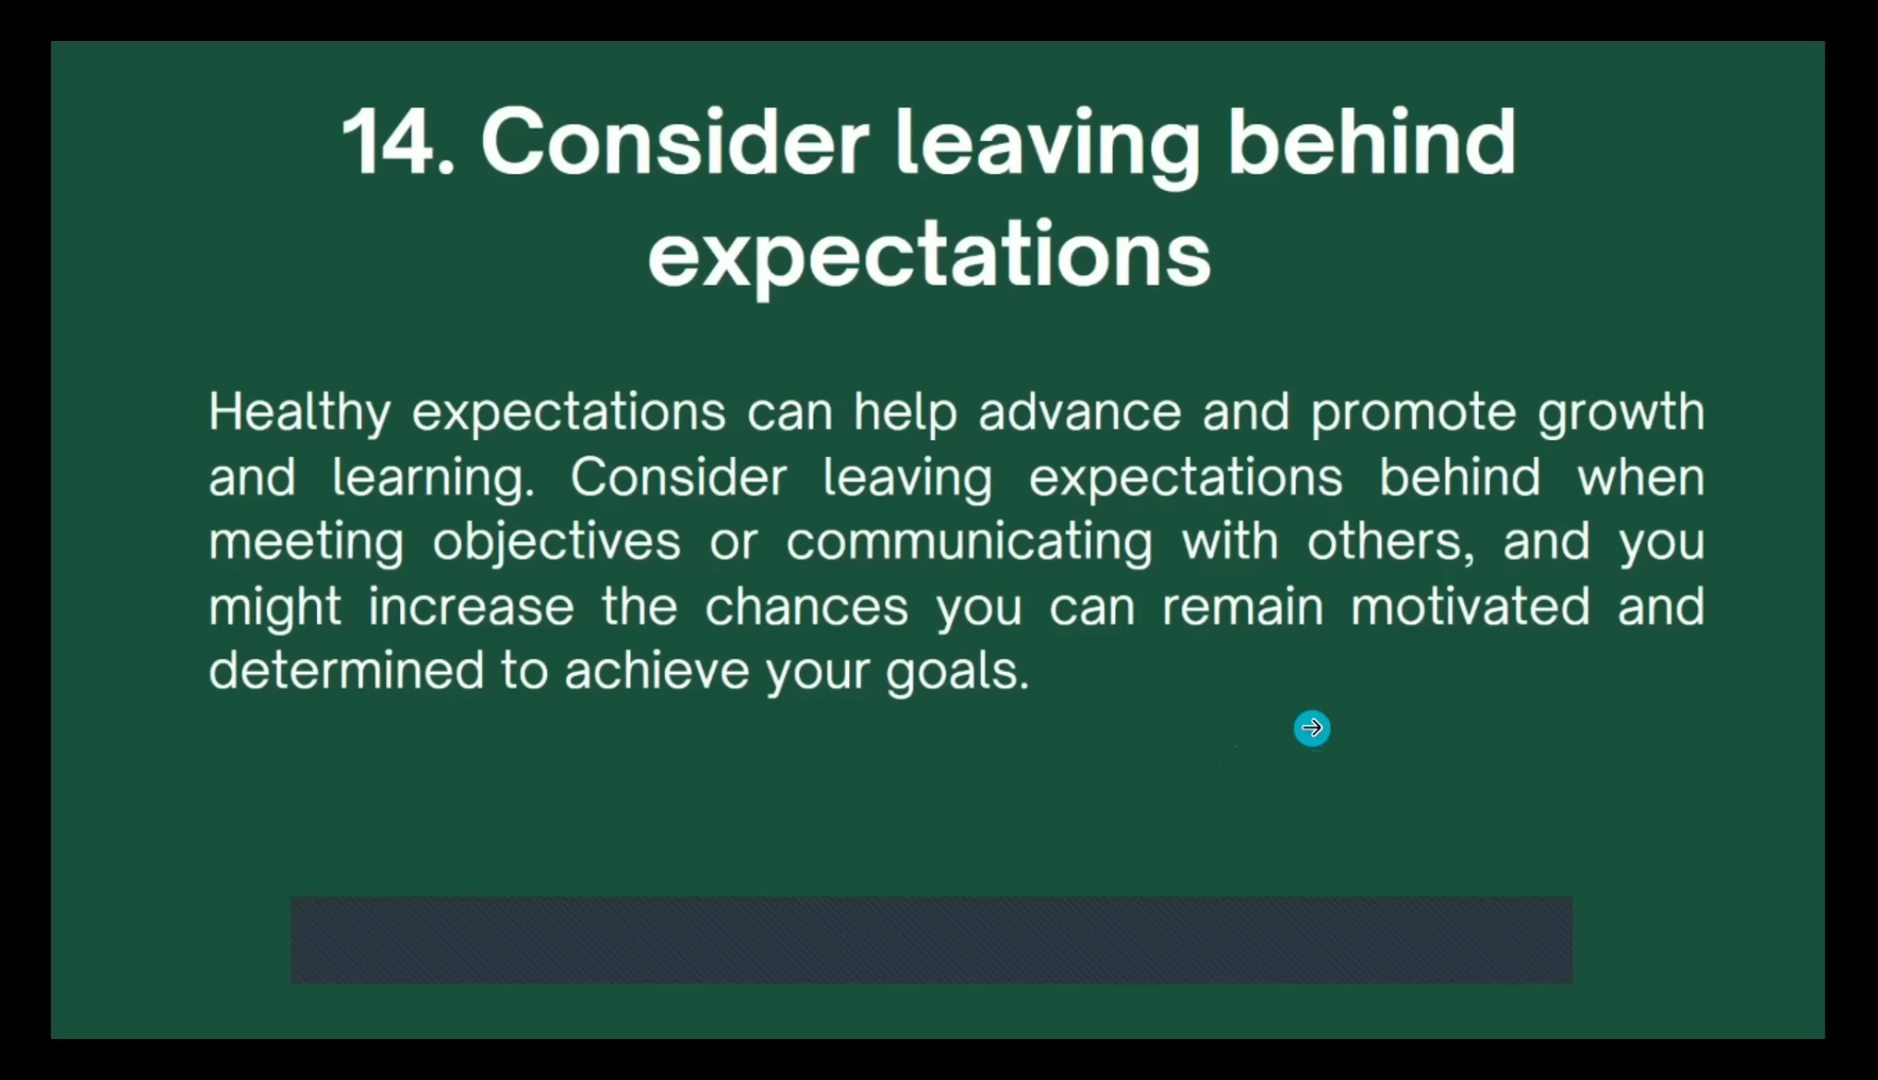 14. Consider leaving behind
expectations
Healthy expectations can help advance and promote growth
and learning. Consider leaving expectations behind when
meeting objectives or communicating with others, and you
might increase the chances you can remain motivated and
determined to achieve your goals.